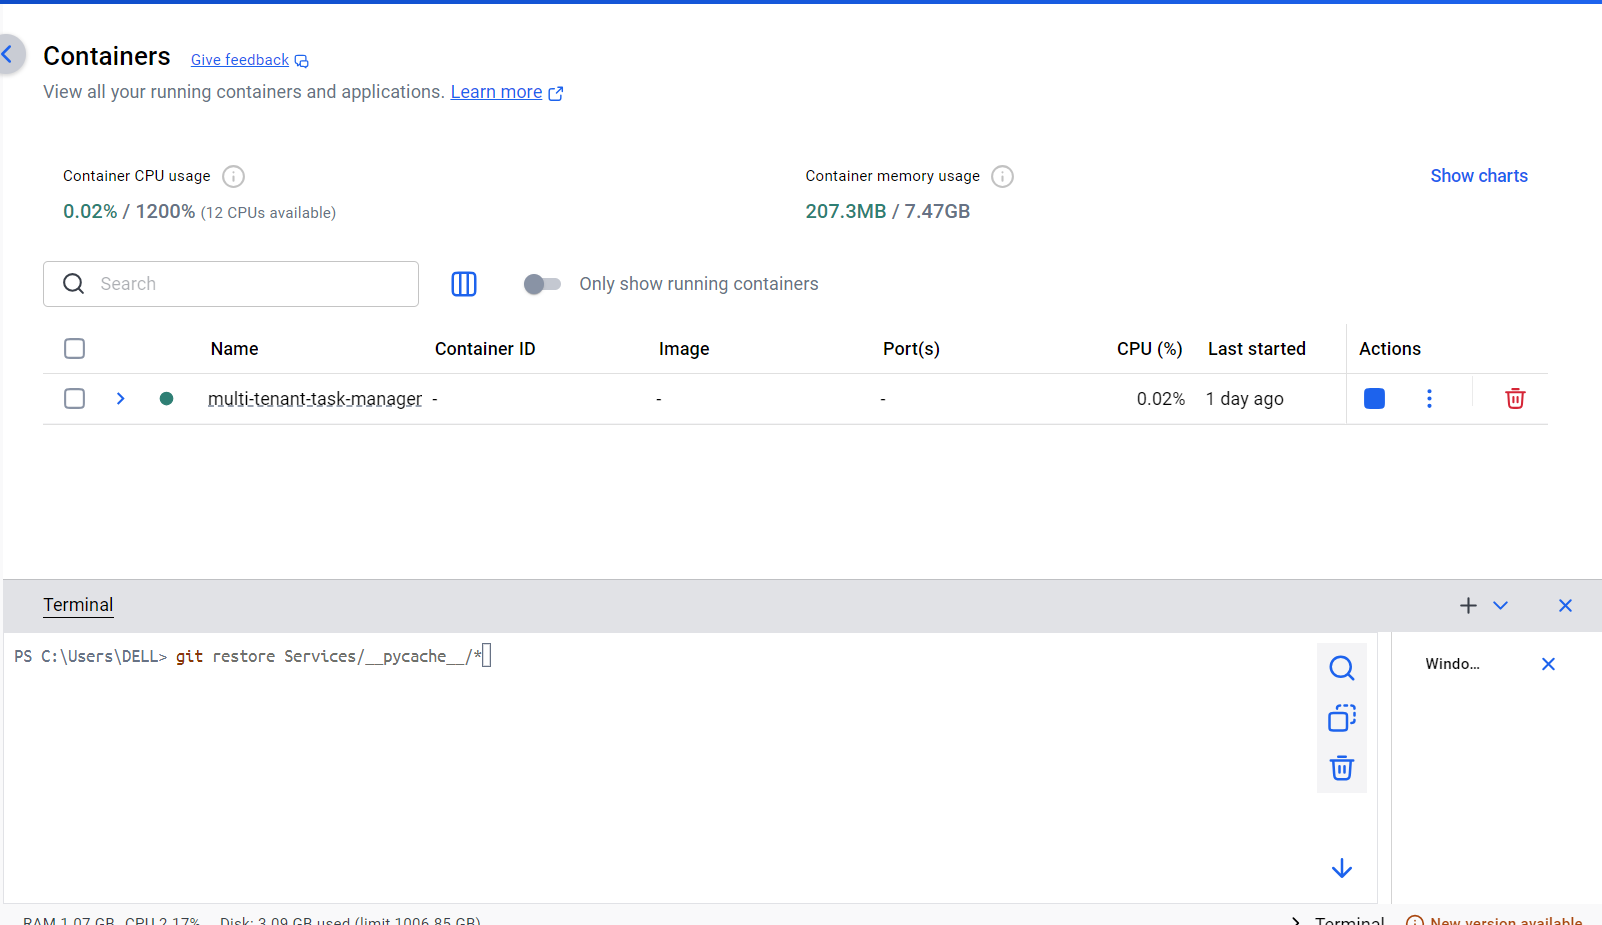 Containers Give feedback
View all your running containers and applications. Learn more
Container CPU usage
0.02% / 1200% (12 CPUs available)
Container memory usage
207.3MB / 7.47GB
Show charts
Search
Only show running containers
Name Container ID Image Port(s) CPU (%) Last started Actions
multi-tenant-task-manager - - - 0.02% 1 day ago
Terminal
PS C:\Users\DELL> git restore Services/__pycache__/*
Windo...
RAM 1.07 GB CPU 2.17% Disk: 3.09 GB used (limit 1006.85 GB)
Terminal
New version available